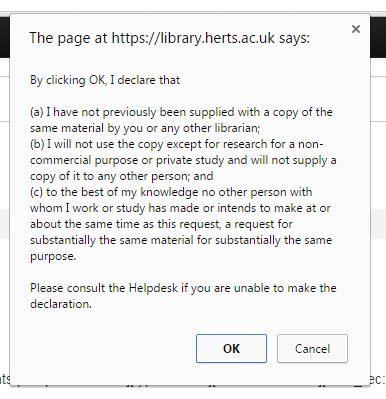 The page at https://library.herts.ac.uk says:
By clicking OK, I declare that
(a) I have not previously been supplied with a copy of the
same material by you or any other librarian;
(b) I will not use the copy except for research for a non-
commercial purpose or private study and will not supply a
copy of it to any other person; and
(c) to the best of my knowledge no other person with
whom I work or study has made or intends to make at or
about the same time as this request, a request for
substantially the same material for substantially the same
purpose.
Please consult the Helpdesk if you are unable to make the
declaration.
OK Cancel